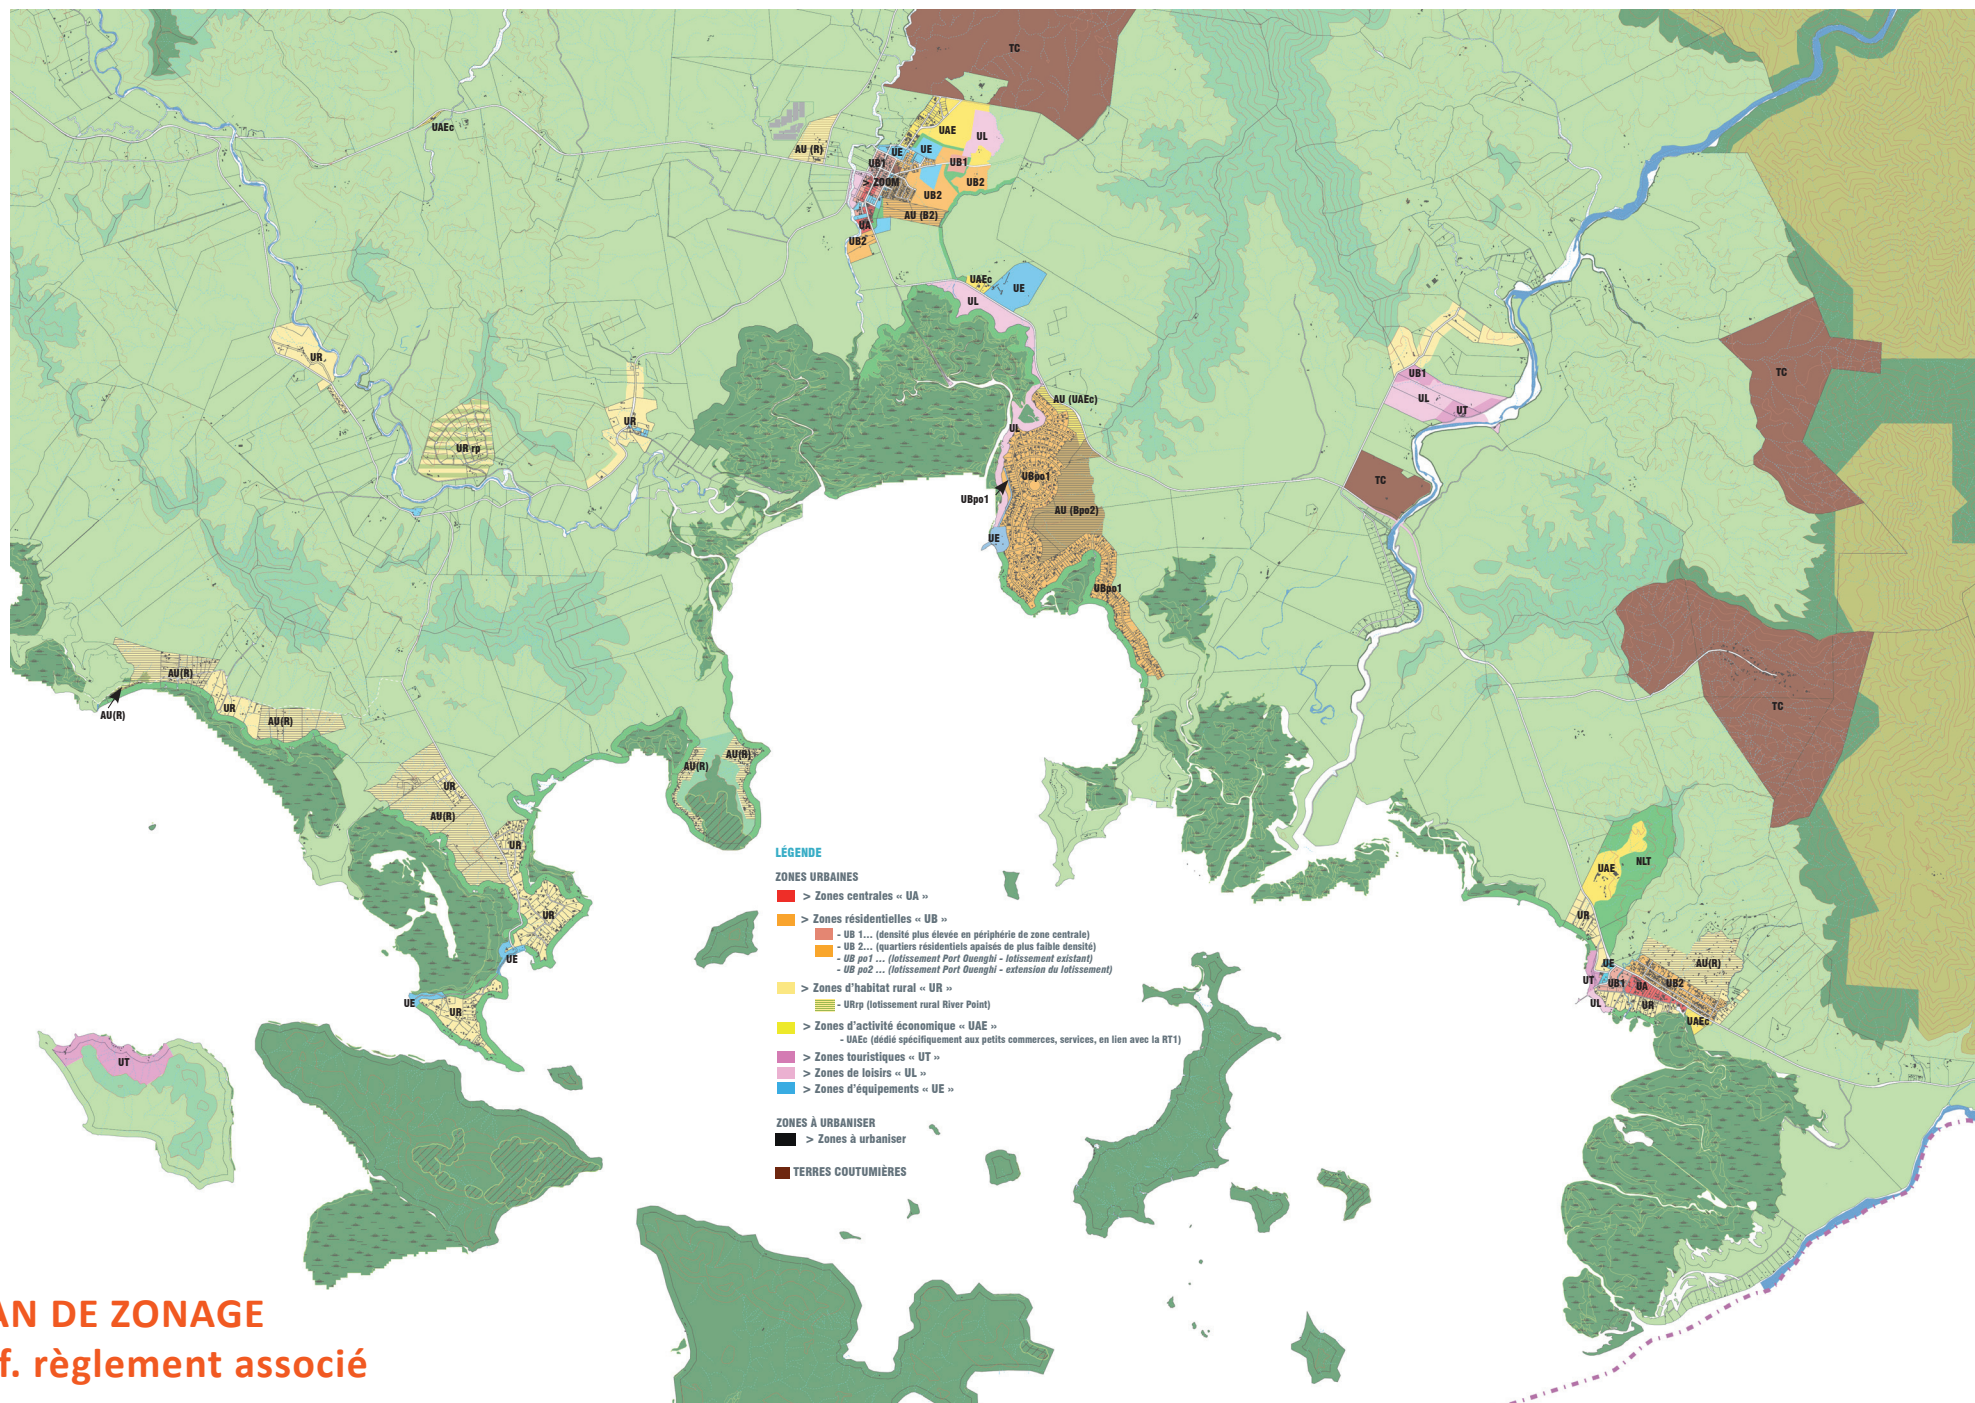 TC
UAEc
UAE
UL
AU (R)
UE
UE
UB1
UB1
> ZOOM
UB2
UB2
AU (B2)
UA
UB2
UAEc
UE
UL
UR
TC
UB1
AU (UAEc)
UL
UT
UR
UL
UR rp
UBpo1
TC
UBpo1
AU (Bpo2)
UE
UBpo1
AU(R)
UR
AU(R)
AU(R)
TC
AU(R)
AU(R)
UR
AU(R)
UR
UR
UE
UE
UR
UT
UAE
NLT
UR
UE
AU(R)
UT
UB1
UA
UB2
UL
UR
UAEc
LÉGENDE
ZONES URBAINES
> Zones centrales « UA »
> Zones résidentielles « UB »
- UB 1... (densité plus élevée en périphérie de zone centrale)
- UB 2... (quartiers résidentiels apaisés de plus faible densité)
- UB po1 ... (lotissement Port Ouenghi - lotissement existant)
- UB po2 ... (lotissement Port Ouenghi - extension du lotissement)
> Zones d'habitat rural « UR »
- URrp (lotissement rural River Point)
> Zones d'activité économique « UAE »
- UAEc (dédié spécifiquement aux petits commerces, services, en lien avec la RT1)
> Zones touristiques « UT »
> Zones de loisirs « UL »
> Zones d'équipements « UE »
ZONES À URBANISER
> Zones à urbaniser
TERRES COUTUMIÈRES
AN DE ZONAGE
f. règlement associé